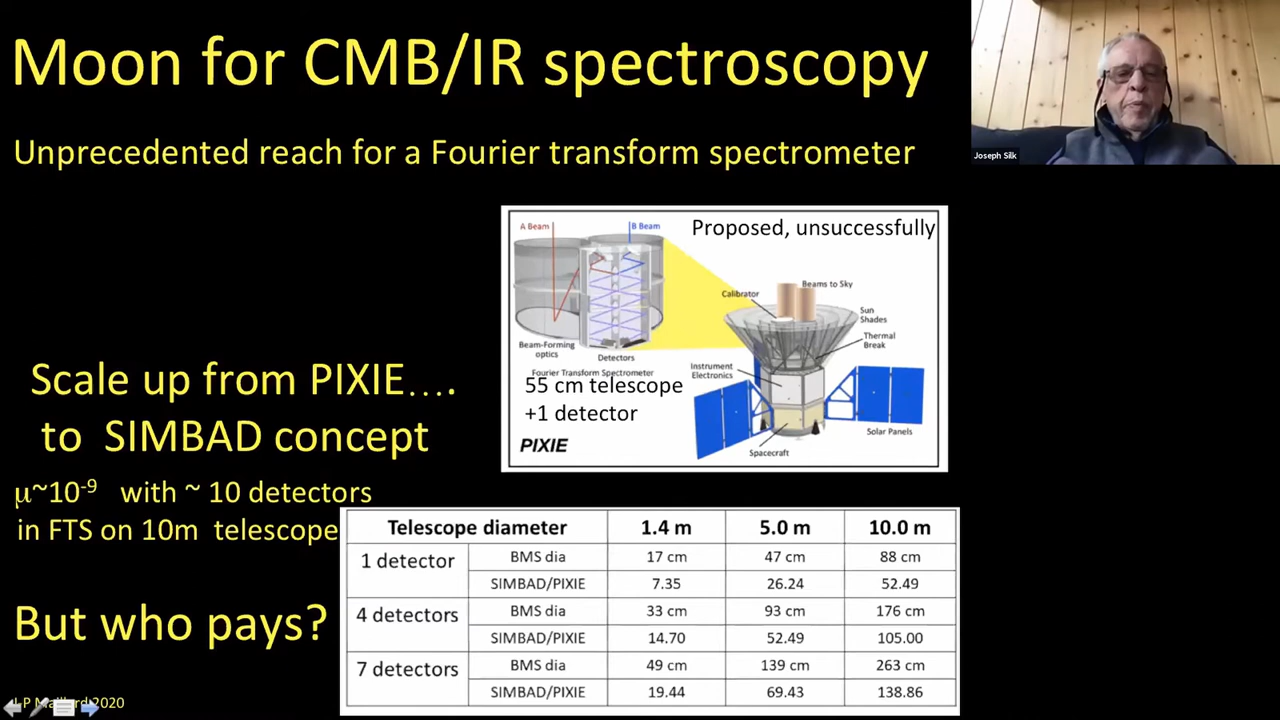 Moon for CMB/IR spectroscopy
Joseph Silk
Unprecedented reach for a Fourier transform spectrometer
A Beam
B Beam
Proposed, unsuccessfully
Calibrator
Beams to Sky
Sun
Shades
Thermal
Break
Beam-Forming
optics
Detectors
Fourier Transform Spectrometer
Instrument
Electronics
55 cm telescope
+1 detector
Solar Panels
PIXIE
Spacecraft
Scale up from PIXIE....
to SIMBAD concept
μ~10⁻⁹ with ~ 10 detectors
in FTS on 10m telescope
But who pays?
Telescope diameter 1.4 m 5.0 m 10.0 m
1 detector BMS dia 17 cm 47 cm 88 cm
SIMBAD/PIXIE 7.35 26.24 52.49
4 detectors BMS dia 33 cm 93 cm 176 cm
SIMBAD/PIXIE 14.70 52.49 105.00
7 detectors BMS dia 49 cm 139 cm 263 cm
SIMBAD/PIXIE 19.44 69.43 138.86
2020